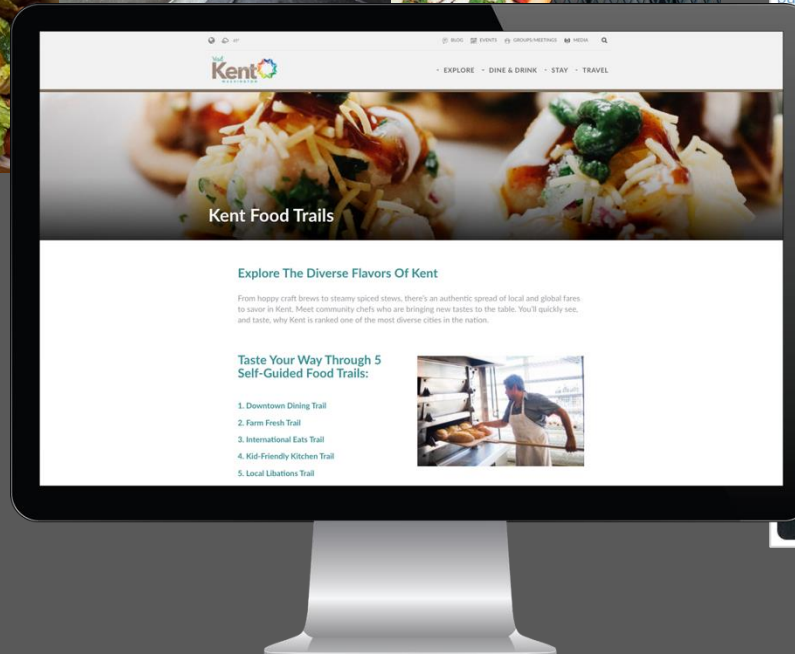 BLOG EVENTS GROUPS/MEETINGS MEDIA
Visit
Kent
WASHINGTON
EXPLORE - DINE & DRINK - STAY - TRAVEL
Kent Food Trails
Explore The Diverse Flavors Of Kent
From hoppy craft brews to steamy spiced stews, there's an authentic spread of local and global fares
to savor in Kent. Meet community chefs who are bringing new tastes to the table. You'll quickly see,
and taste, why Kent is ranked one of the most diverse cities in the nation.
Taste Your Way Through 5
Self-Guided Food Trails:
1. Downtown Dining Trail
2. Farm Fresh Trail
3. International Eats Trail
4. Kid-Friendly Kitchen Trail
5. Local Libations Trail